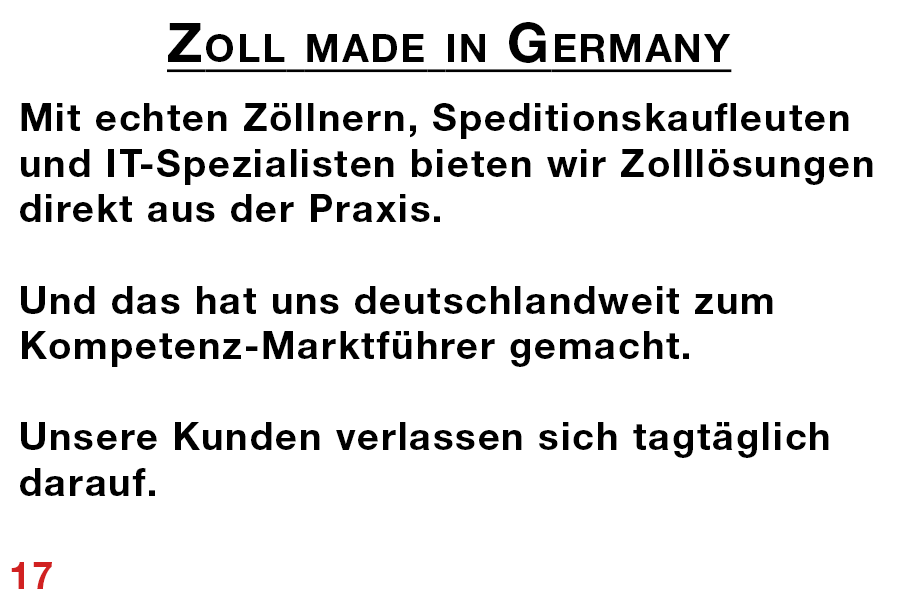 Zoll made in Germany
Mit echten Zöllnern, Speditionskaufleuten
und IT-Spezialisten bieten wir Zolllösungen
direkt aus der Praxis.
Und das hat uns deutschlandweit zum
Kompetenz-Marktführer gemacht.
Unsere Kunden verlassen sich tagtäglich
darauf.
17